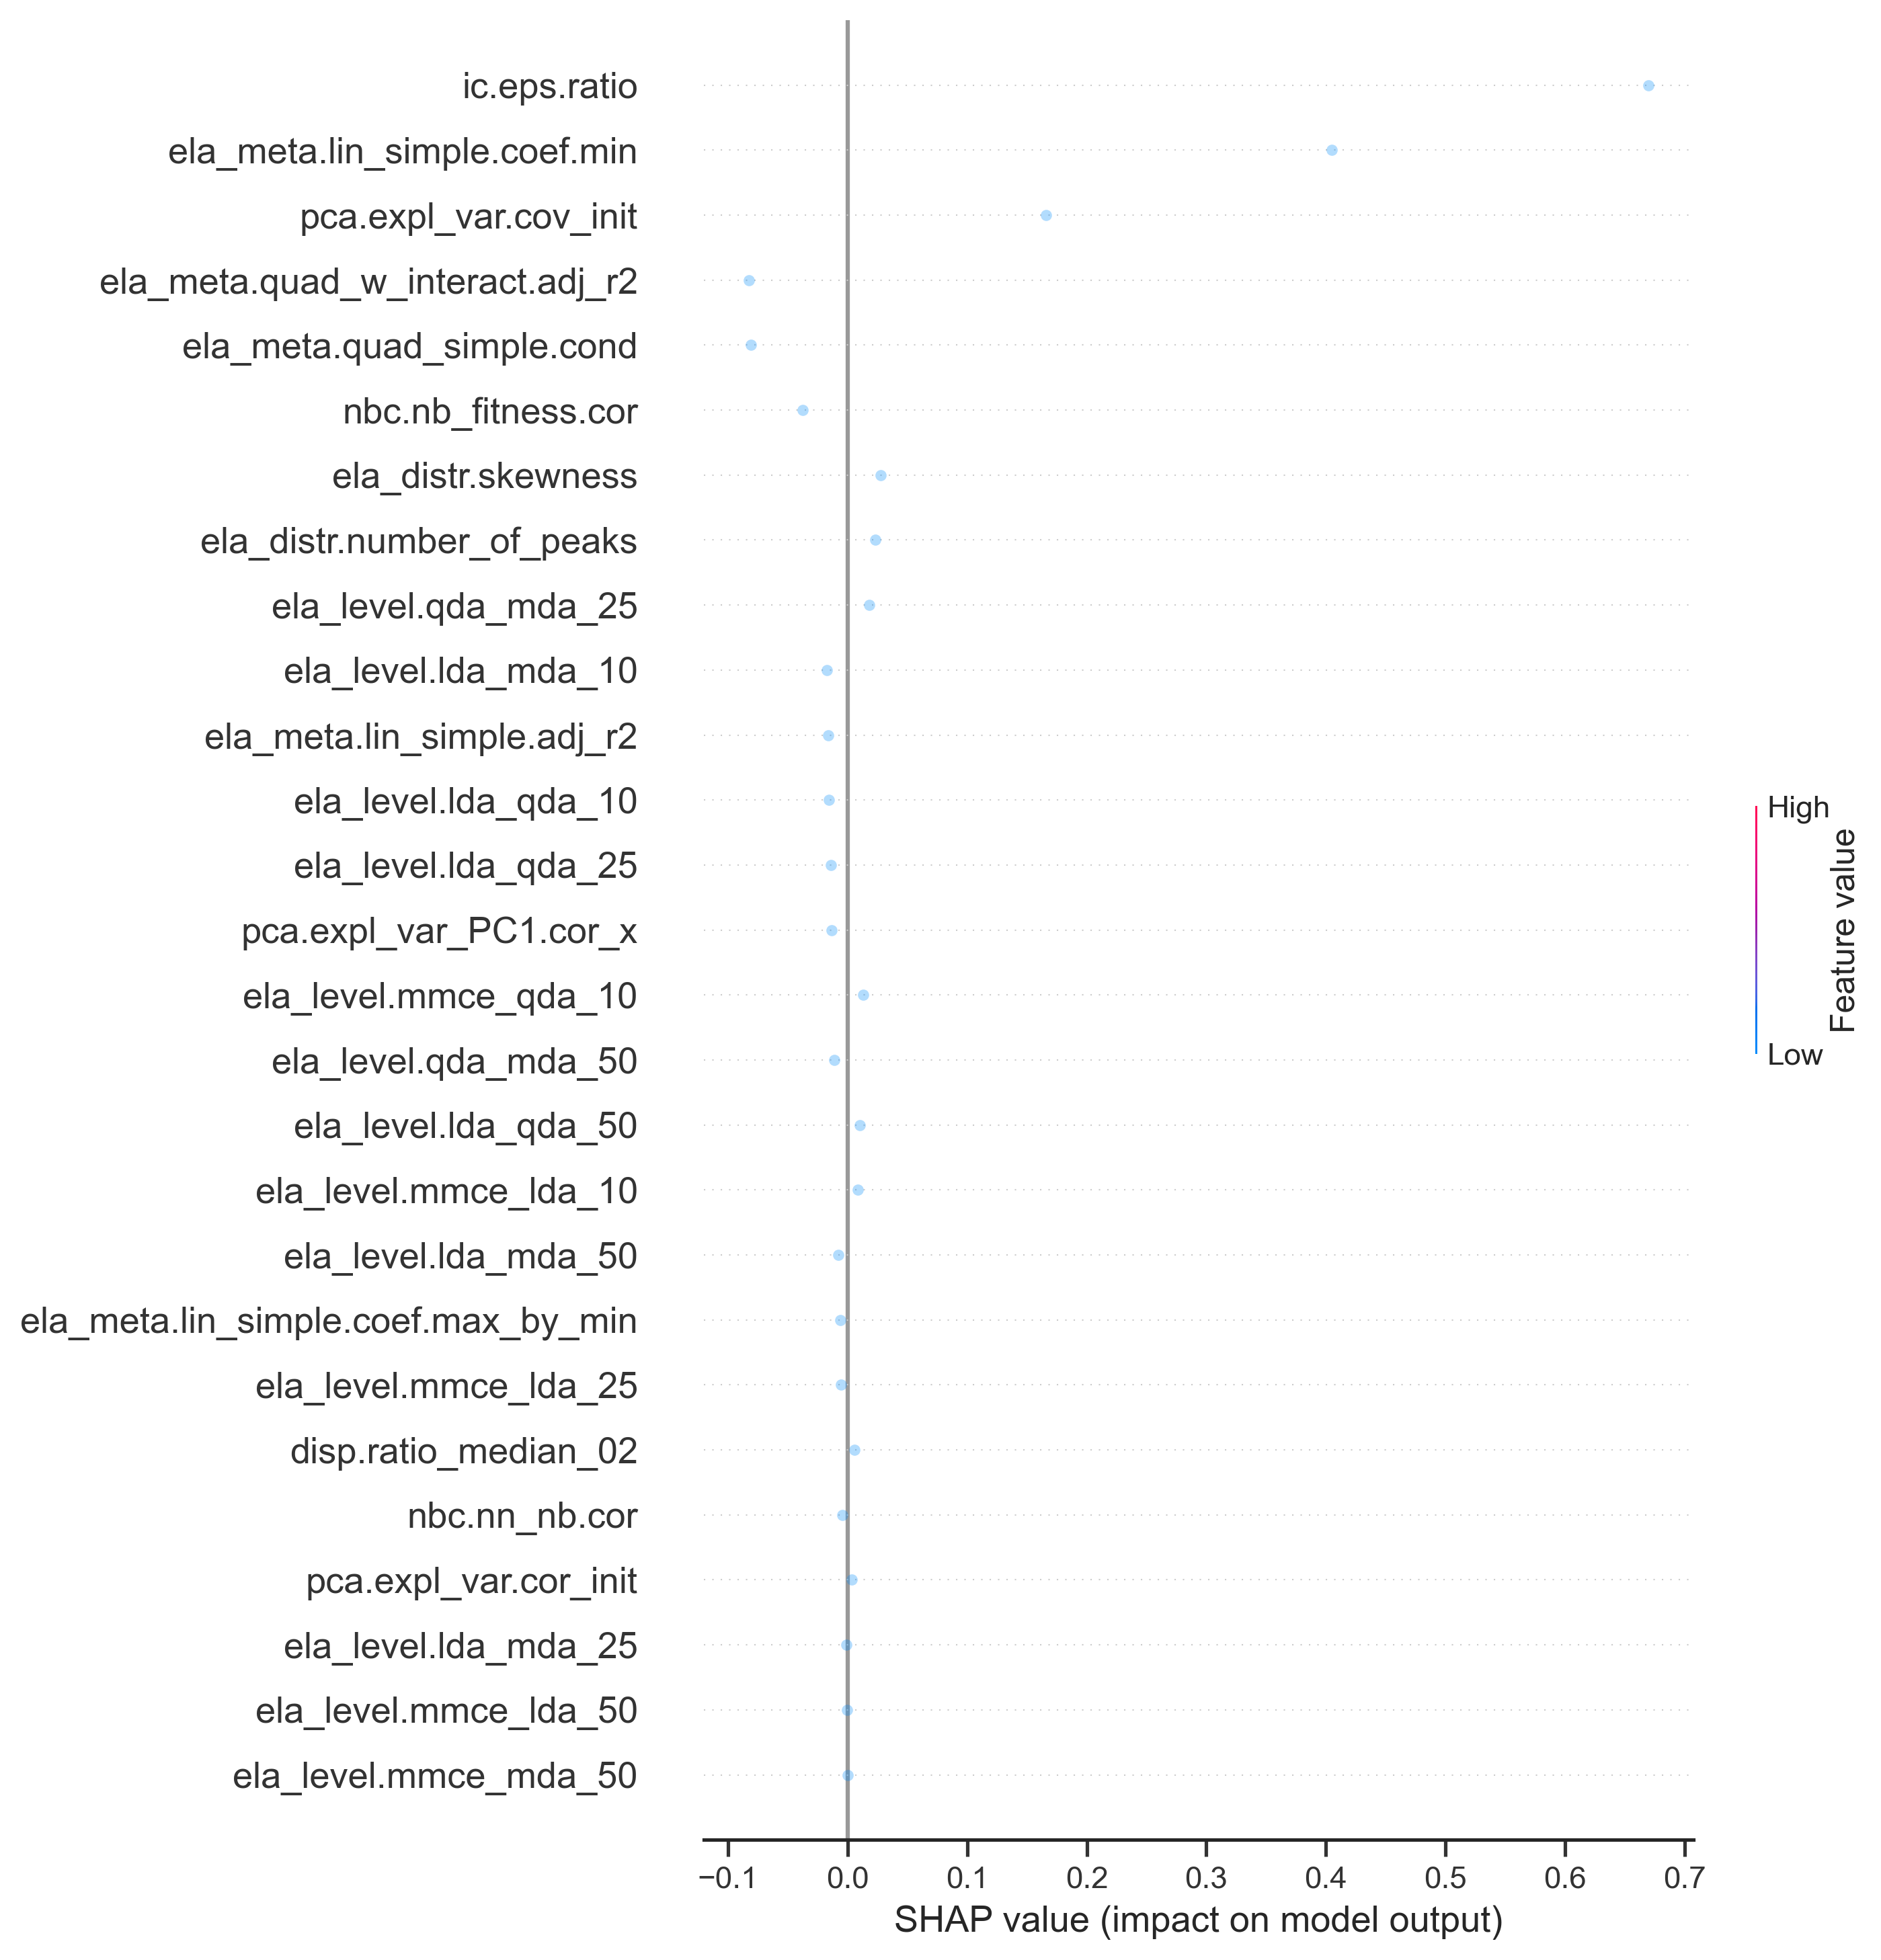 ic.eps.ratio
ela_meta.lin_simple.coef.min
pca.expl_var.cov_init
ela_meta.quad_w_interact.adj_r2
ela_meta.quad_simple.cond
nbc.nb_fitness.cor
ela_distr.skewness
ela_distr.number_of_peaks
ela_level.qda_mda_25
ela_level.lda_mda_10
ela_meta.lin_simple.adj_r2
ela_level.lda_qda_10
ela_level.lda_qda_25
pca.expl_var_PC1.cor_x
ela_level.mmce_qda_10
ela_level.qda_mda_50
ela_level.lda_qda_50
ela_level.mmce_lda_10
ela_level.lda_mda_50
ela_meta.lin_simple.coef.max_by_min
ela_level.mmce_lda_25
disp.ratio_median_02
nbc.nn_nb.cor
pca.expl_var.cor_init
ela_level.lda_mda_25
ela_level.mmce_lda_50
ela_level.mmce_mda_50
−0.1 0.0 0.1 0.2 0.3 0.4 0.5 0.6 0.7
SHAP value (impact on model output)
High
Feature value
Low